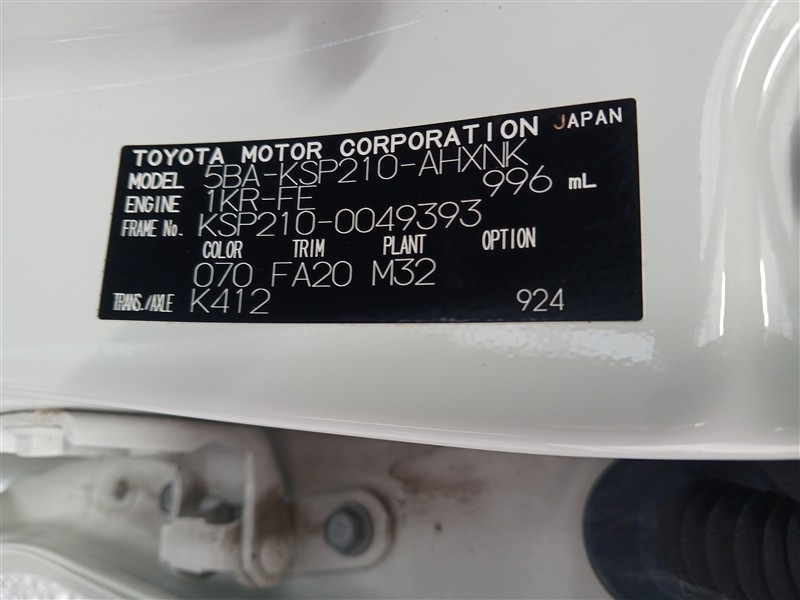 TOYOTA MOTOR CORPORATION JAPAN
MODEL 5BA-KSP210-AHXNK
ENGINE 1KR-FE 996 mL
FRAME No. KSP210-0049393
COLOR TRIM PLANT OPTION
070 FA20 M32
TRANS./AXLE K412 924